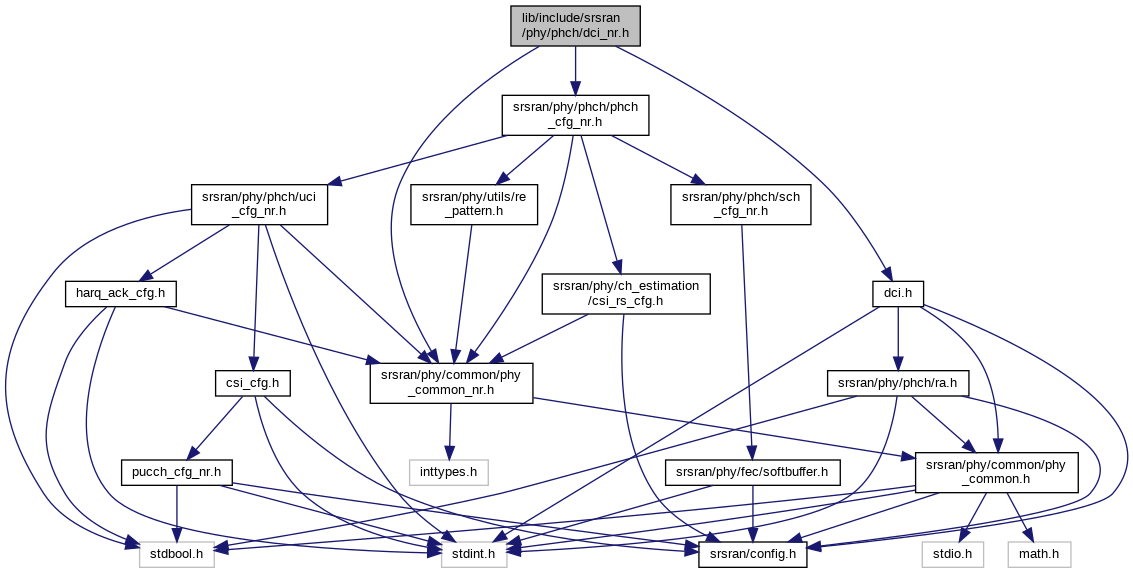 lib/include/srsran
/phy/phch/dci_nr.h
srsran/phy/phch/phch
_cfg_nr.h
srsran/phy/phch/uci
_cfg_nr.h
srsran/phy/utils/re
_pattern.h
srsran/phy/phch/sch
_cfg_nr.h
harq_ack_cfg.h
srsran/phy/ch_estimation
/csi_rs_cfg.h
dci.h
csi_cfg.h
srsran/phy/common/phy
_common_nr.h
srsran/phy/phch/ra.h
pucch_cfg_nr.h
inttypes.h
srsran/phy/fec/softbuffer.h
srsran/phy/common/phy
_common.h
stdbool.h
stdint.h
srsran/config.h
stdio.h
math.h